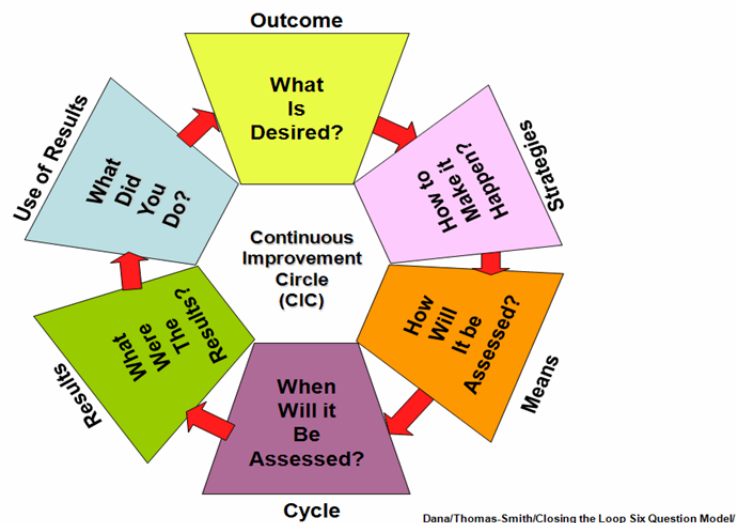 Outcome
What
Is
Desired?
Strategies
How to
Make it
Happen?
How
Will
It be
Assessed?
Means
When
Will it
Be
Assessed?
Cycle
What
Were
The
Results?
Results
What
Did
You
Do?
Use of Results
Continuous
Improvement
Circle
(CIC)
Dana/Thomas-Smith/Closing the Loop Six Question Model/